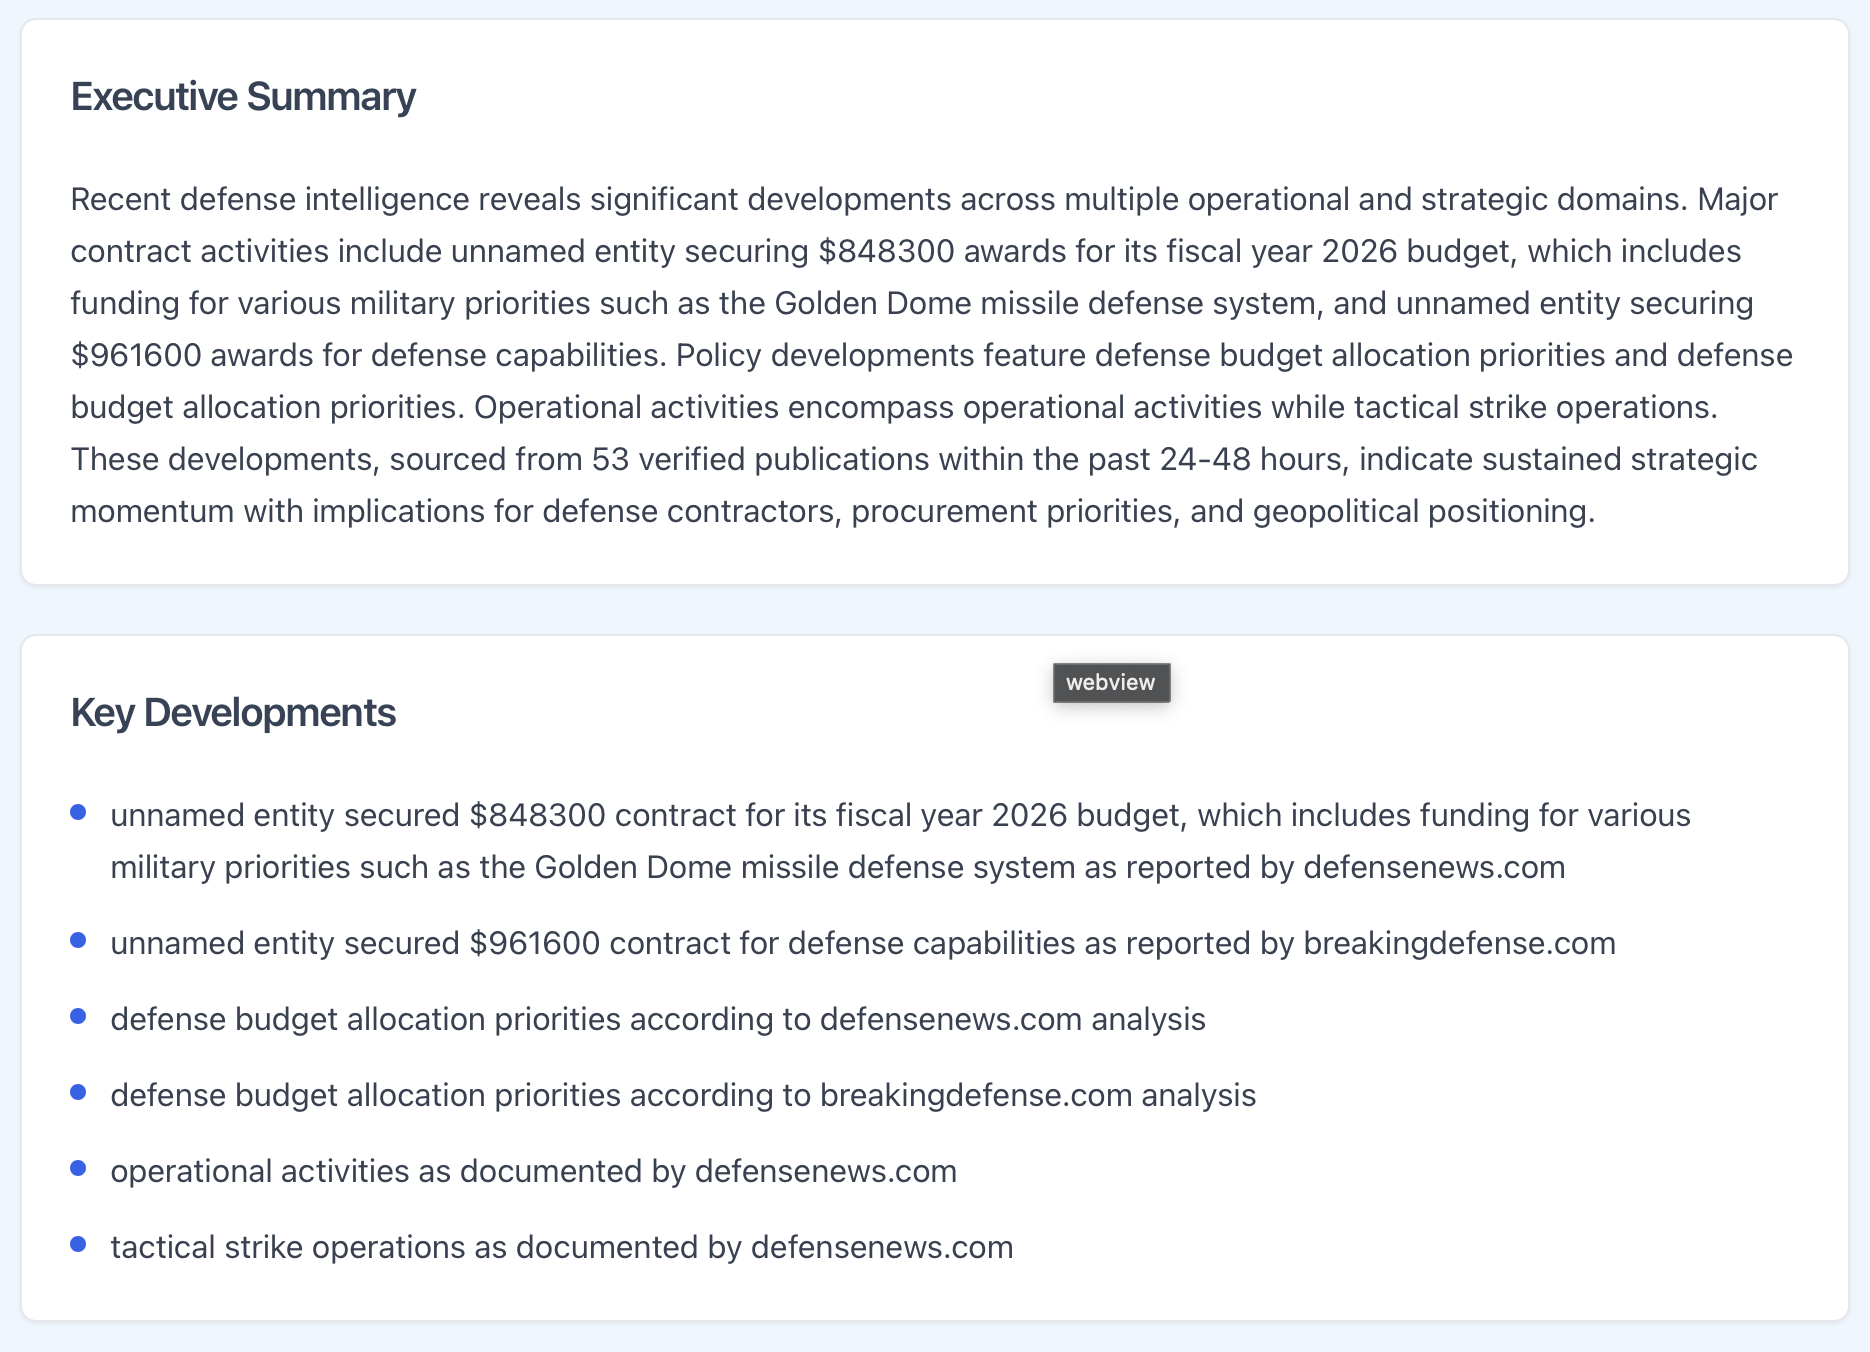 Executive Summary
Recent defense intelligence reveals significant developments across multiple operational and strategic domains. Major
contract activities include unnamed entity securing $848300 awards for its fiscal year 2026 budget, which includes
funding for various military priorities such as the Golden Dome missile defense system, and unnamed entity securing
$961600 awards for defense capabilities. Policy developments feature defense budget allocation priorities and defense
budget allocation priorities. Operational activities encompass operational activities while tactical strike operations.
These developments, sourced from 53 verified publications within the past 24-48 hours, indicate sustained strategic
momentum with implications for defense contractors, procurement priorities, and geopolitical positioning.
webview
Key Developments
unnamed entity secured $848300 contract for its fiscal year 2026 budget, which includes funding for various
military priorities such as the Golden Dome missile defense system as reported by defensenews.com
unnamed entity secured $961600 contract for defense capabilities as reported by breakingdefense.com
defense budget allocation priorities according to defensenews.com analysis
defense budget allocation priorities according to breakingdefense.com analysis
operational activities as documented by defensenews.com
tactical strike operations as documented by defensenews.com